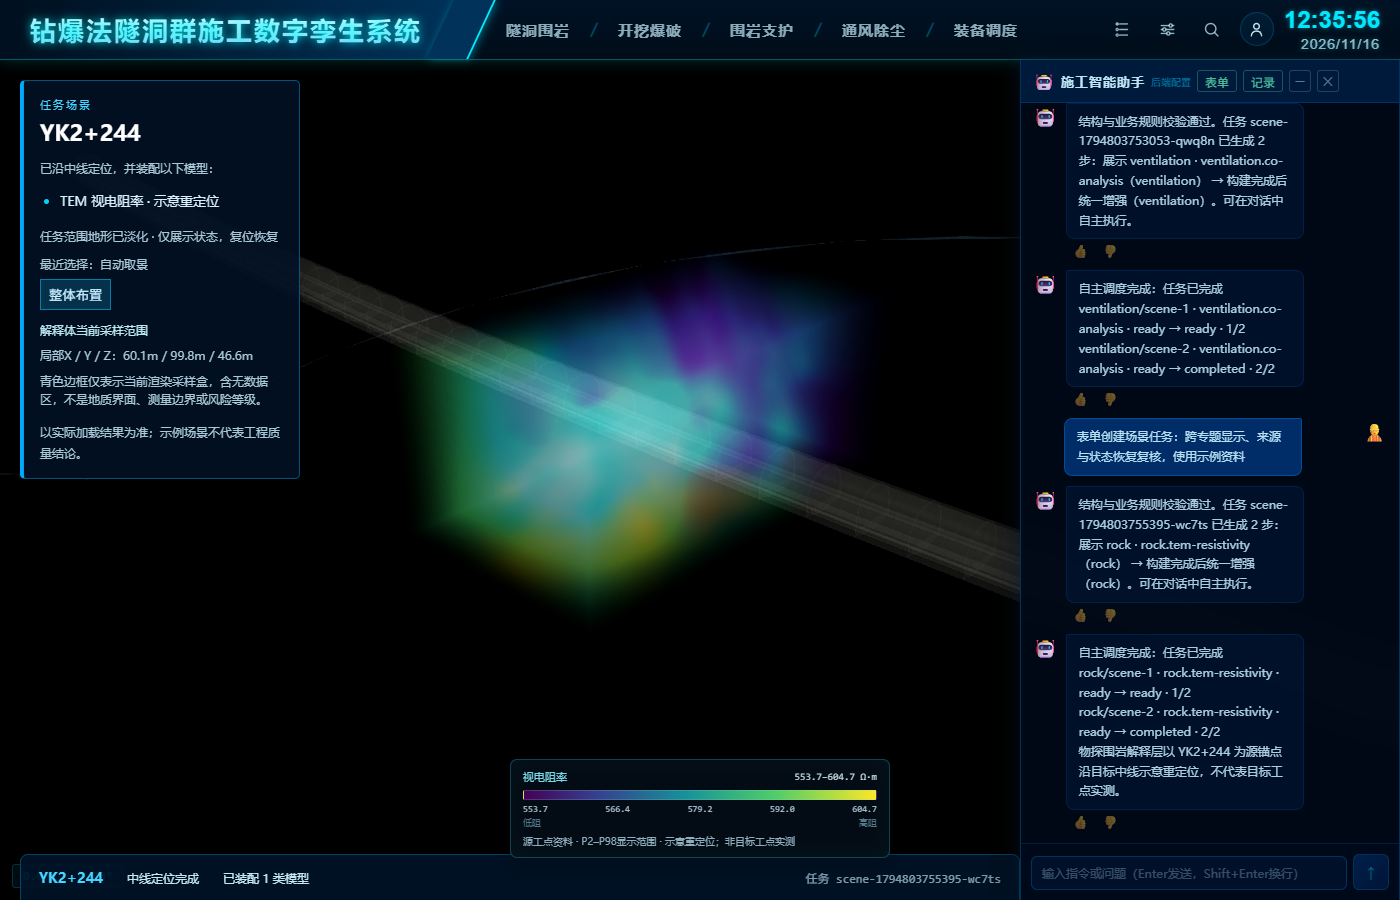 钻爆法隧洞群施工数字孪生系统
隧洞围岩 / 开挖爆破 / 围岩支护 / 通风除尘 / 装备调度
12:35:56
2026/11/16
任务场景
YK2+244
已沿中线定位，并装配以下模型：
• TEM 视电阻率 · 示意重定位
任务范围地形已淡化 · 仅展示状态，复位恢复
最近选择：自动取景
整体布置
解释体当前采样范围
局部X / Y / Z：60.1m / 99.8m / 46.6m
青色边框仅表示当前渲染采样盒，含无数据
区，不是地质界面、测量边界或风险等级。
以实际加载结果为准；示例场景不代表工程质
量结论。
视电阻率 553.7–604.7 Ω·m
553.7 566.4 579.2 592.0 604.7
低阻 高阻
源工点资料 · P2–P98显示范围 · 示意重定位；非目标工点实测
YK2+244 中线定位完成 已装配 1 类模型 任务 scene-1794803755395-wc7ts
施工智能助手 后端配置 表单 记录
结构与业务规则校验通过。任务 scene-
1794803753053-qwq8n 已生成 2
步：展示 ventilation · ventilation.co-
analysis（ventilation） → 构建完成后
统一增强（ventilation）。可在对话中
自主执行。
自主调度完成：任务已完成
ventilation/scene-1 · ventilation.co-
analysis · ready → ready · 1/2
ventilation/scene-2 · ventilation.co-
analysis · ready → completed · 2/2
表单创建场景任务：跨专题显示、来源
与状态恢复复核，使用示例资料
结构与业务规则校验通过。任务 scene-
1794803755395-wc7ts 已生成 2 步：
展示 rock · rock.tem-resistivity
（rock） → 构建完成后统一增强
（rock）。可在对话中自主执行。
自主调度完成：任务已完成
rock/scene-1 · rock.tem-resistivity ·
ready → ready · 1/2
rock/scene-2 · rock.tem-resistivity ·
ready → completed · 2/2
物探围岩解释层以 YK2+244 为源锚点
沿目标中线示意重定位，不代表目标工
点实测。
输入指令或问题（Enter发送，Shift+Enter换行）